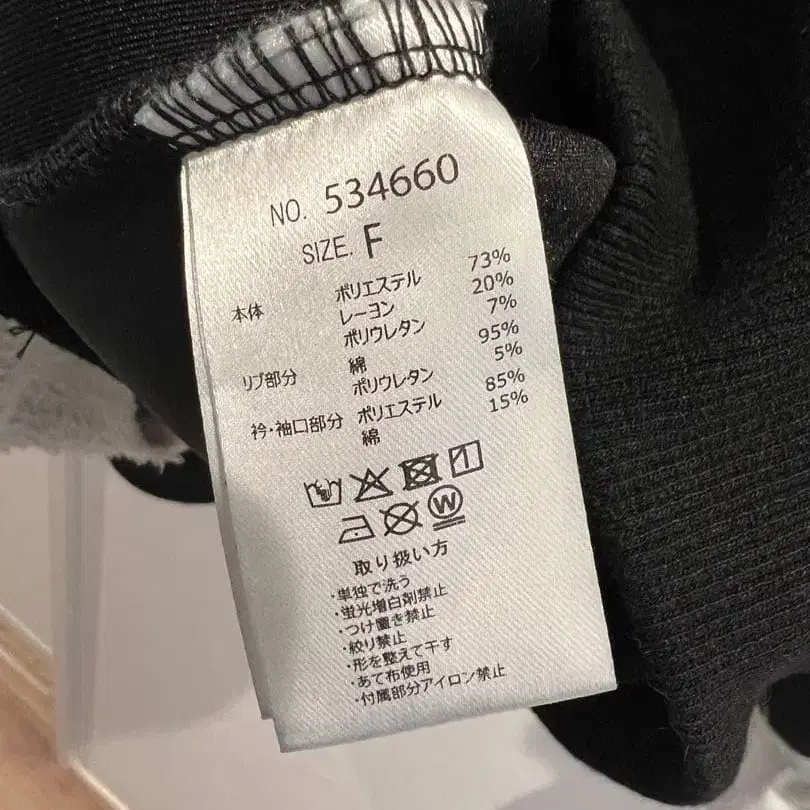 NO. 534660
SIZE. F
本体 ポリエステル 73%
レーヨン 20%
ポリウレタン 7%
リブ部分 綿 95%
ポリウレタン 5%
衿・袖口部分 ポリエステル 85%
綿 15%
W
取り扱い方
・単独で洗う
・蛍光増白剤禁止
・つけ置き禁止
・絞り禁止
・形を整えて干す
・あて布使用
・付属部分アイロン禁止